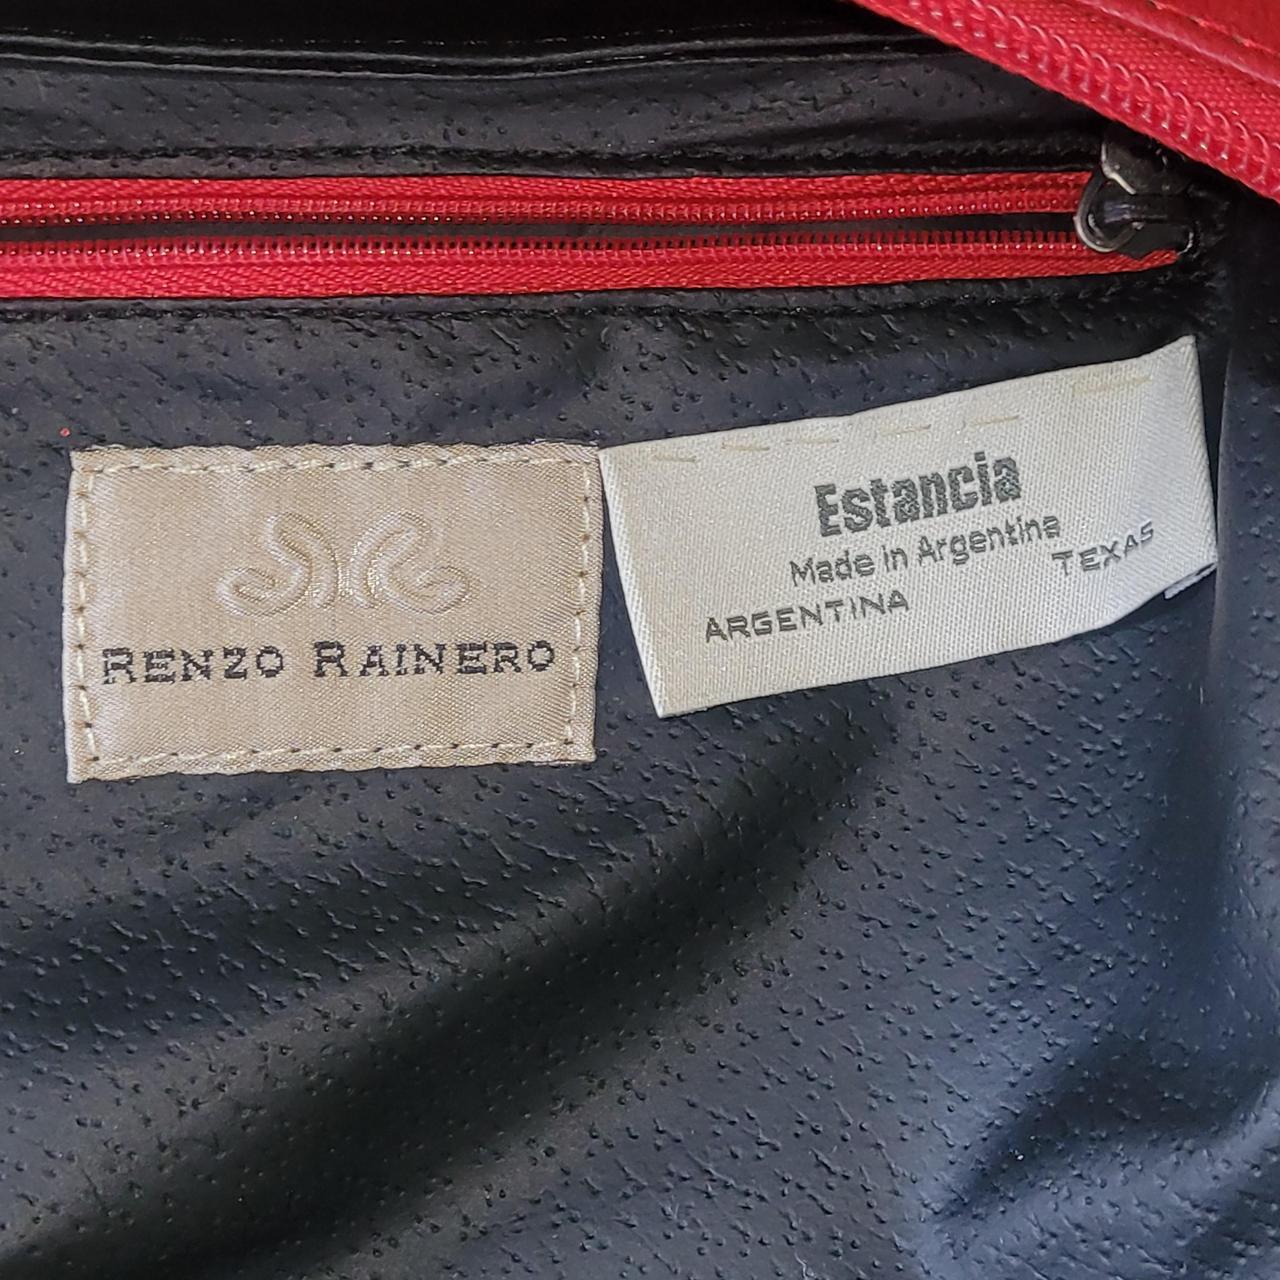 RENZO RAINERO
Estancia
Made in Argentina
ARGENTINA TEXAS